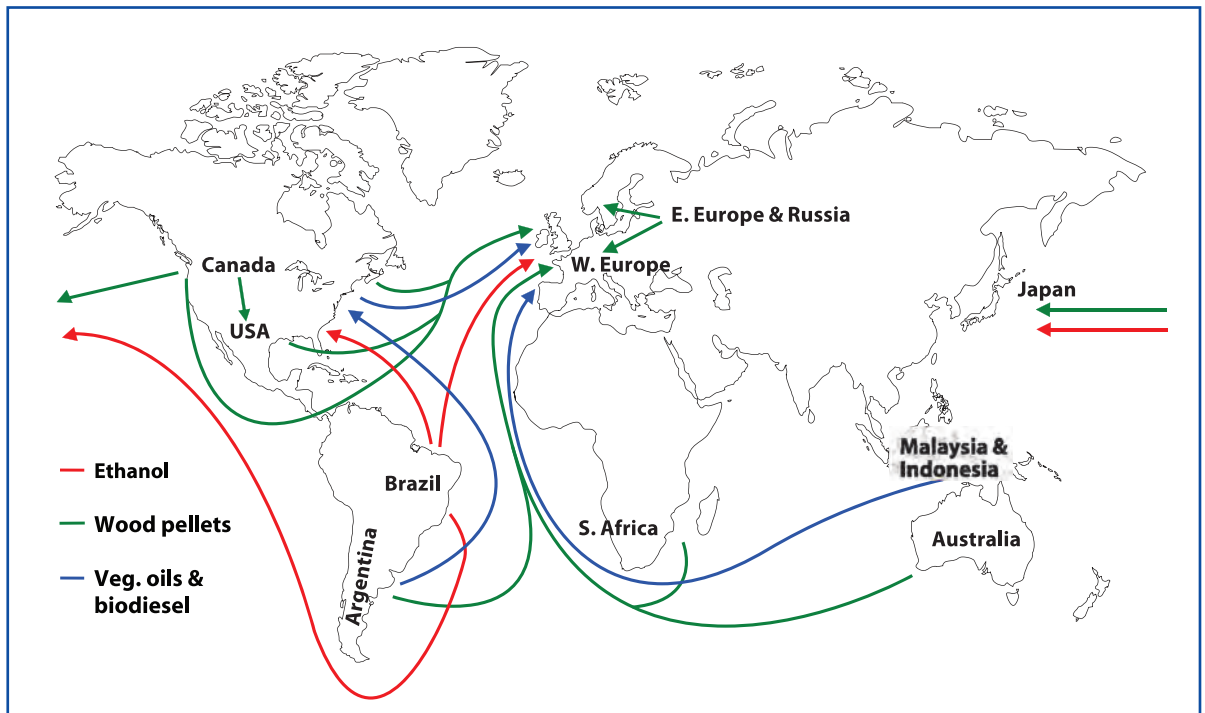 E. Europe & Russia
Canada
W. Europe
Japan
USA
Malaysia &
Indonesia
Ethanol
Brazil
Wood pellets
S. Africa
Australia
Argentina
Veg. oils &
biodiesel